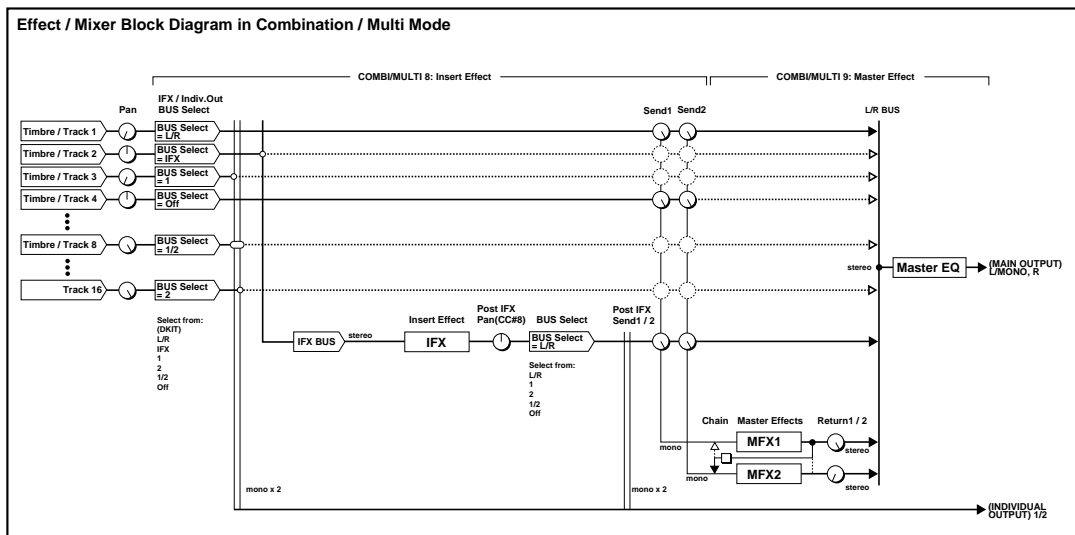 Effect / Mixer Block Diagram in Combination / Multi Mode
COMBI/MULTI 8: Insert Effect
COMBI/MULTI 9: Master Effect
IFX / Indiv.Out
Pan
BUS Select
Send1
Send2
L/R BUS
Timbre / Track 1
BUS Select
= L/R
Timbre / Track 2
BUS Select
= IFX
Timbre / Track 3
BUS Select
= 1
Timbre / Track 4
BUS Select
= Off
Timbre / Track 8
BUS Select
= 1/2
stereo
Master EQ
(MAIN OUTPUT)
L/MONO, R
Track 16
BUS Select
= 2
Select from:
(DKIT)
L/R
IFX
1
2
1/2
Off
IFX BUS
stereo
Insert Effect
IFX
Post IFX
Pan(CC#8)
BUS Select
BUS Select
= L/R
Select from:
L/R
1
2
1/2
Off
Post IFX
Send1 / 2
Chain
Master Effects
Return1 / 2
mono
MFX1
stereo
mono
MFX2
stereo
mono x 2
mono x 2
(INDIVIDUAL
OUTPUT) 1/2